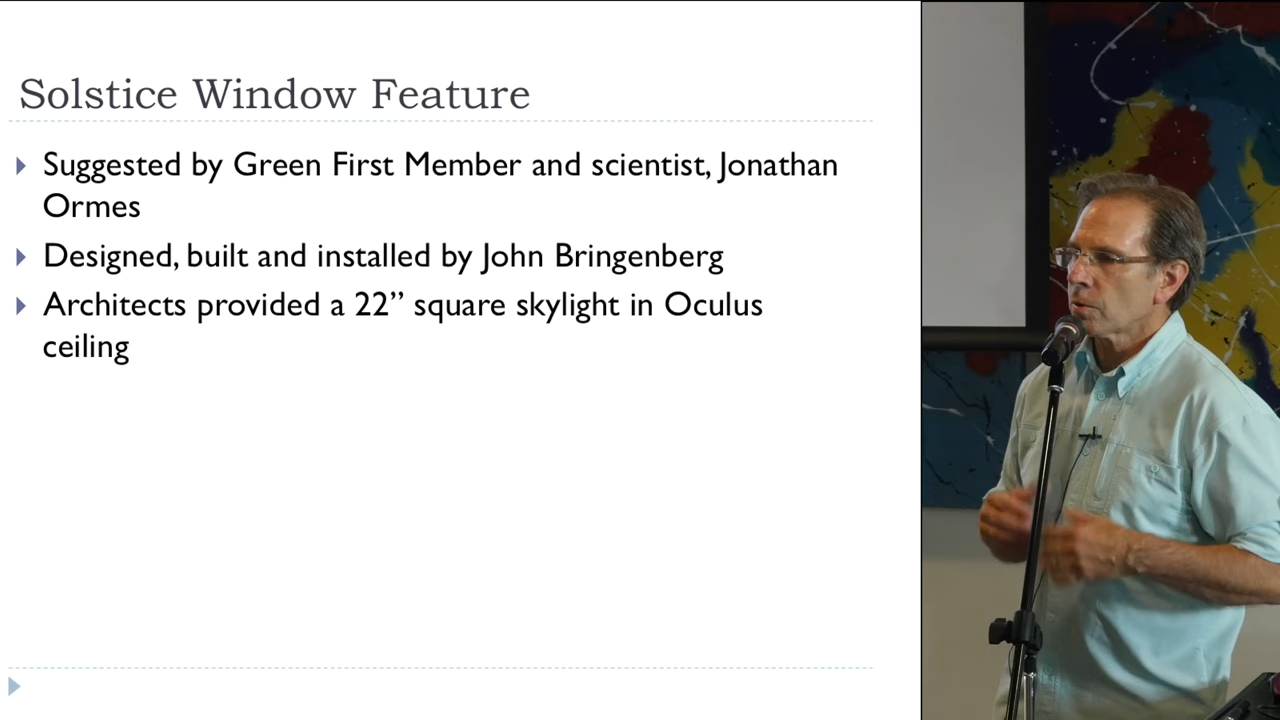 Solstice Window Feature
Suggested by Green First Member and scientist, Jonathan
Ormes
Designed, built and installed by John Bringenberg
Architects provided a 22” square skylight in Oculus
ceiling